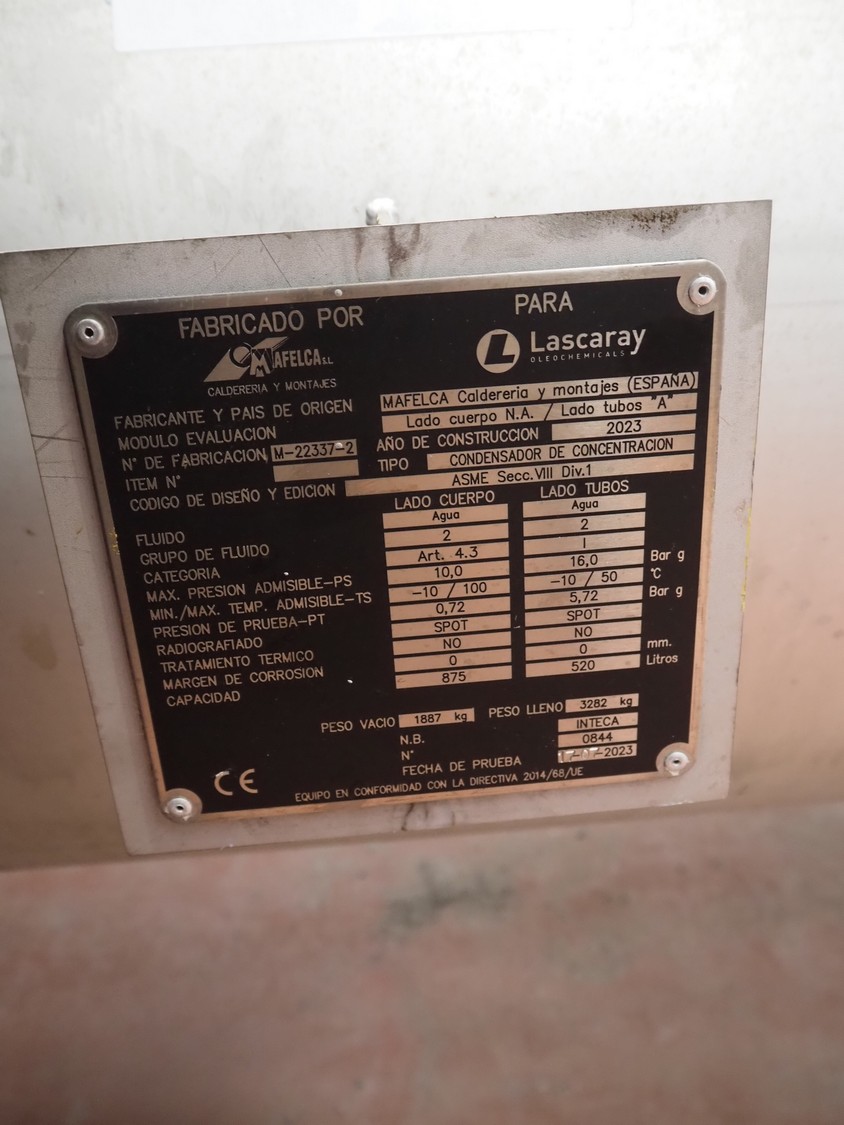 FABRICADO POR
PARA
MAFELCA S.L.
CALDERERIA Y MONTAJES
L Lascaray
OLEOCHEMICALS
FABRICANTE Y PAIS DE ORIGEN MAFELCA Caldereria y montajes (ESPAÑA)
MODULO EVALUACION Lado cuerpo N.A. / Lado tubos "A"
N° DE FABRICACION M-22337-2 AÑO DE CONSTRUCCION 2023
ITEM N° TIPO CONDENSADOR DE CONCENTRACION
CODIGO DE DISEÑO Y EDICION ASME Secc.VIII Div.1
LADO CUERPO LADO TUBOS
FLUIDO Agua Agua
GRUPO DE FLUIDO 2 2
CATEGORIA Art. 4.3 I
MAX. PRESION ADMISIBLE-PS 10,0 16,0 Bar g
MIN./MAX. TEMP. ADMISIBLE-TS -10 / 100 -10 / 50 °C
PRESION DE PRUEBA-PT 0,72 5,72 Bar g
RADIOGRAFIADO SPOT SPOT
TRATAMIENTO TERMICO NO NO
MARGEN DE CORROSION 0 0 mm.
CAPACIDAD 875 520 Litros
PESO VACIO 1887 kg PESO LLENO 3282 kg
N.B. INTECA
N° 0844
FECHA DE PRUEBA 17-07-2023
CE EQUIPO EN CONFORMIDAD CON LA DIRECTIVA 2014/68/UE